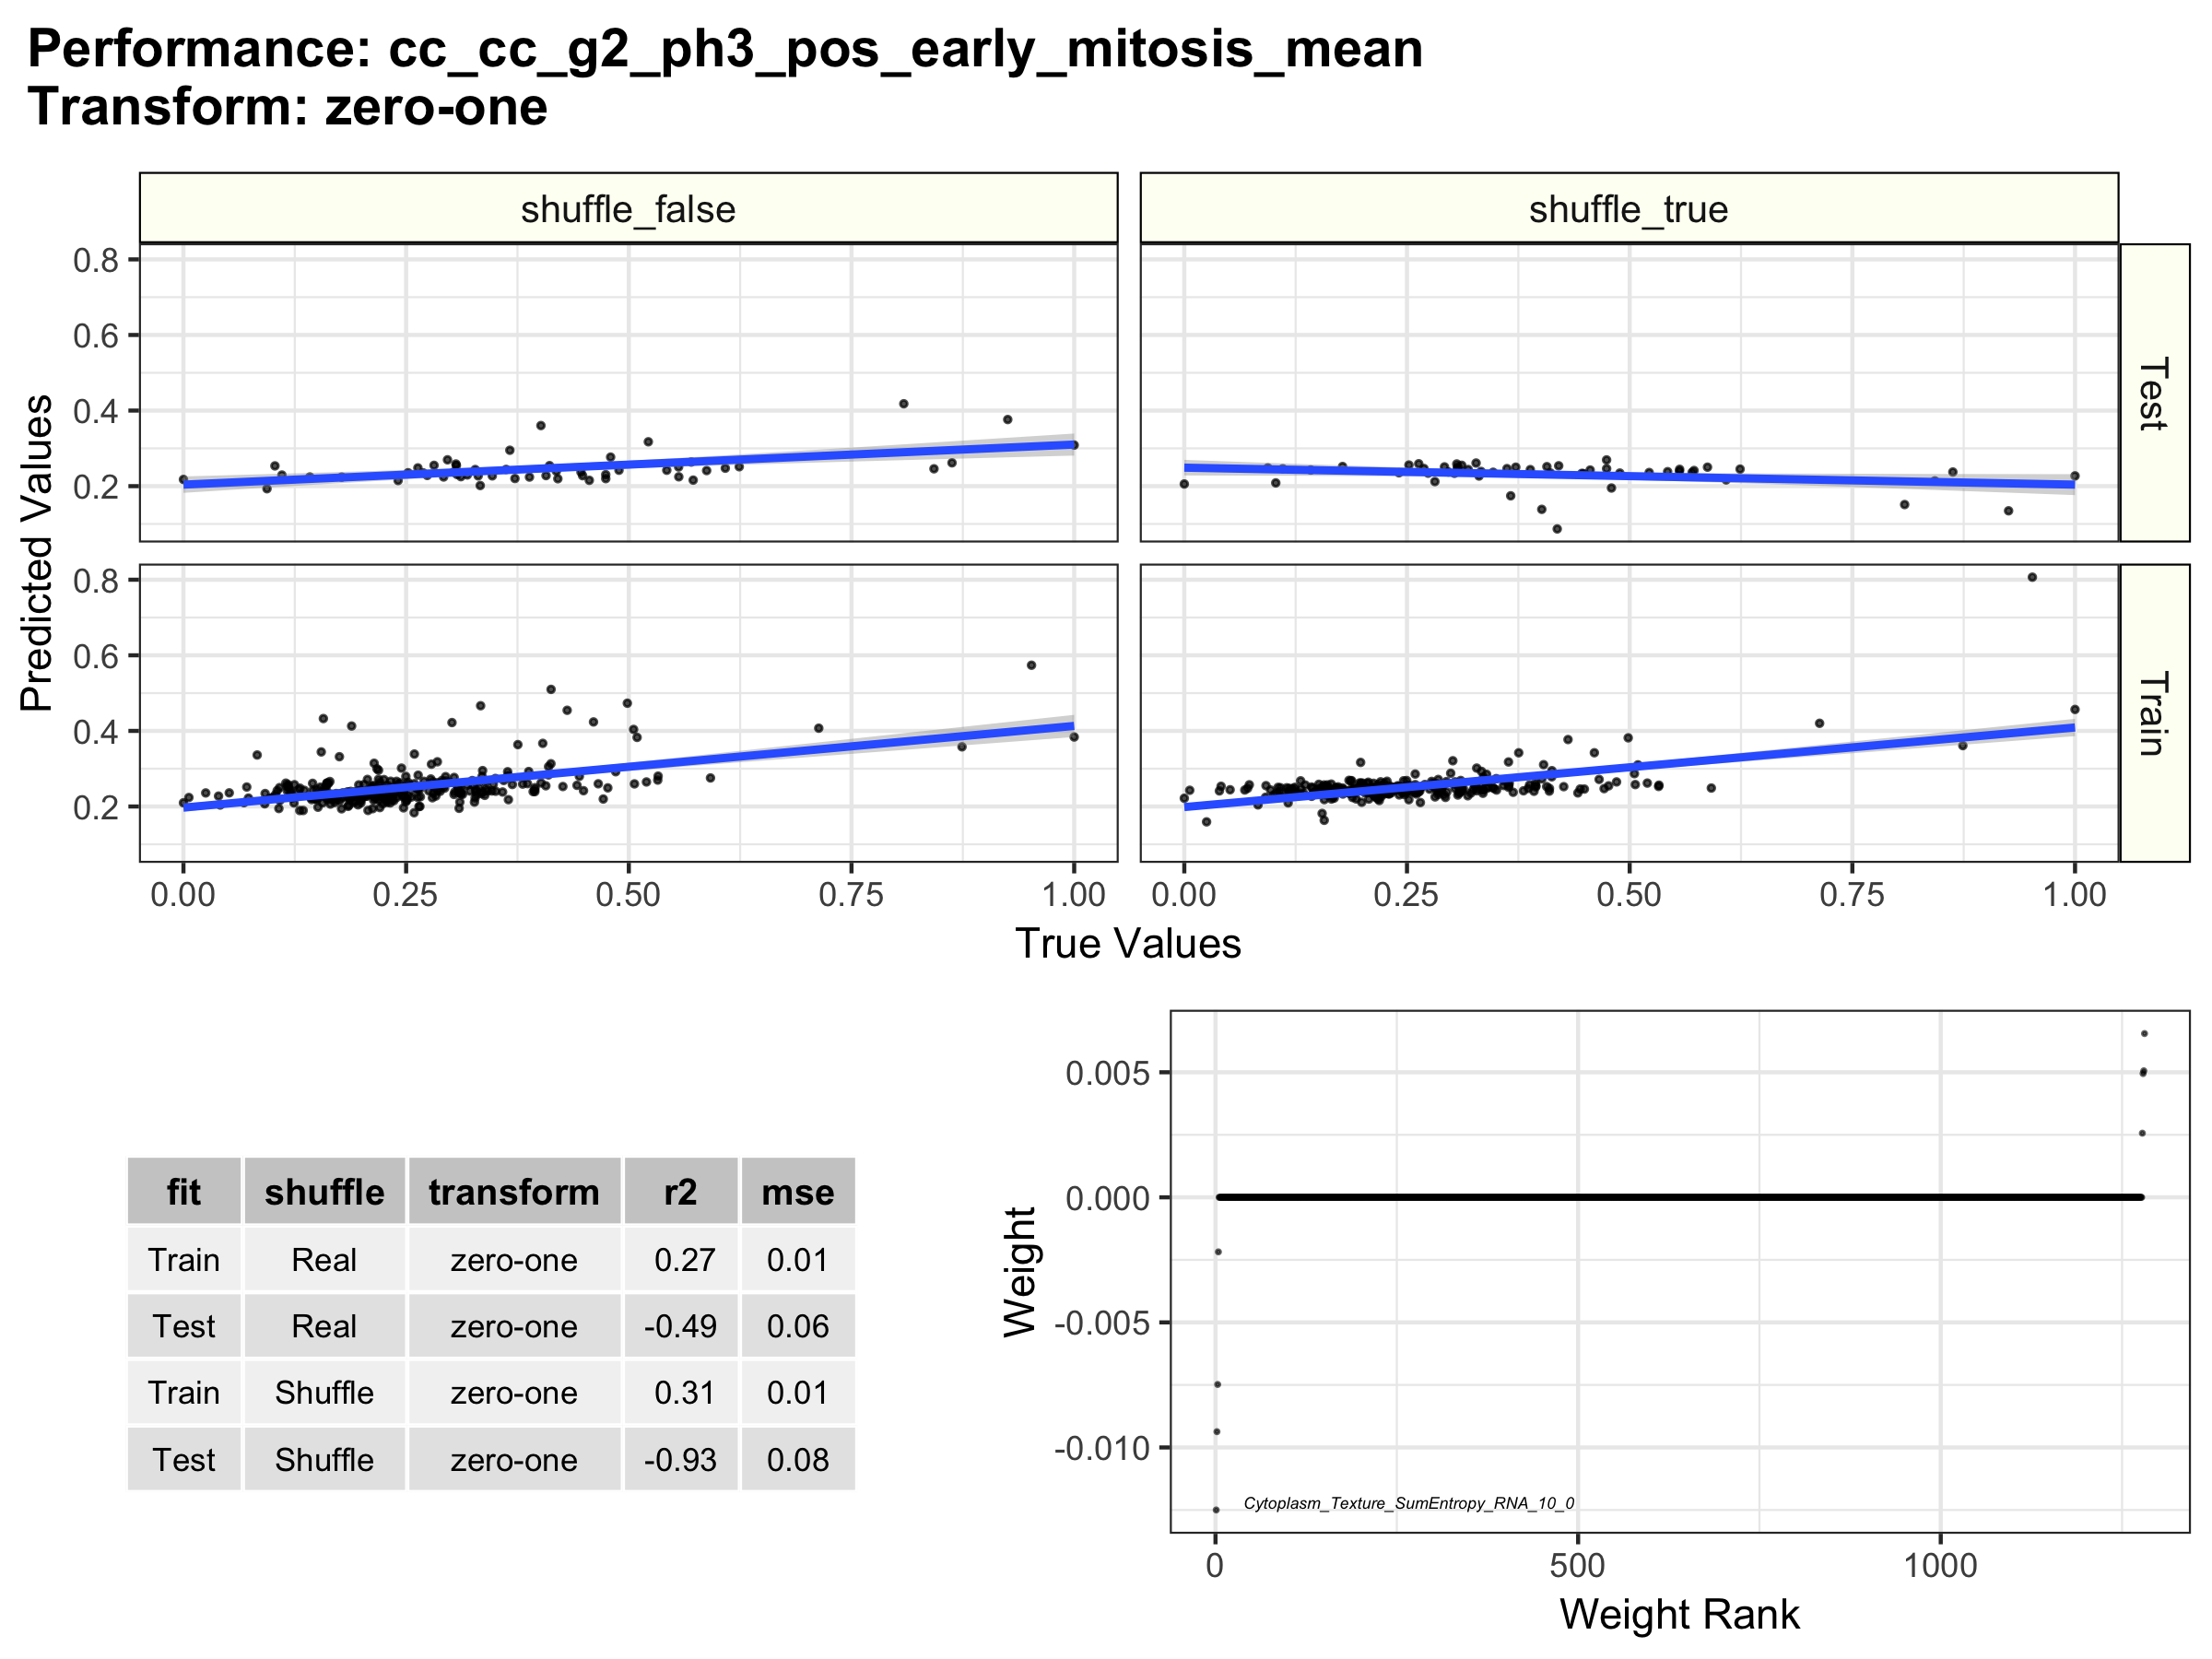 Performance: cc_cc_g2_ph3_pos_early_mitosis_mean
Transform: zero-one
shuffle_false
shuffle_true
0.8
0.6
0.4
0.2
Test
Predicted Values
0.8
0.6
0.4
0.2
Train
0.00 0.25 0.50 0.75 1.00 0.00 0.25 0.50 0.75 1.00
True Values
fit shuffle transform r2 mse
Train Real zero-one 0.27 0.01
Test Real zero-one -0.49 0.06
Train Shuffle zero-one 0.31 0.01
Test Shuffle zero-one -0.93 0.08
Weight
0.005
0.000
-0.005
-0.010
Cytoplasm_Texture_SumEntropy_RNA_10_0
0 500 1000
Weight Rank